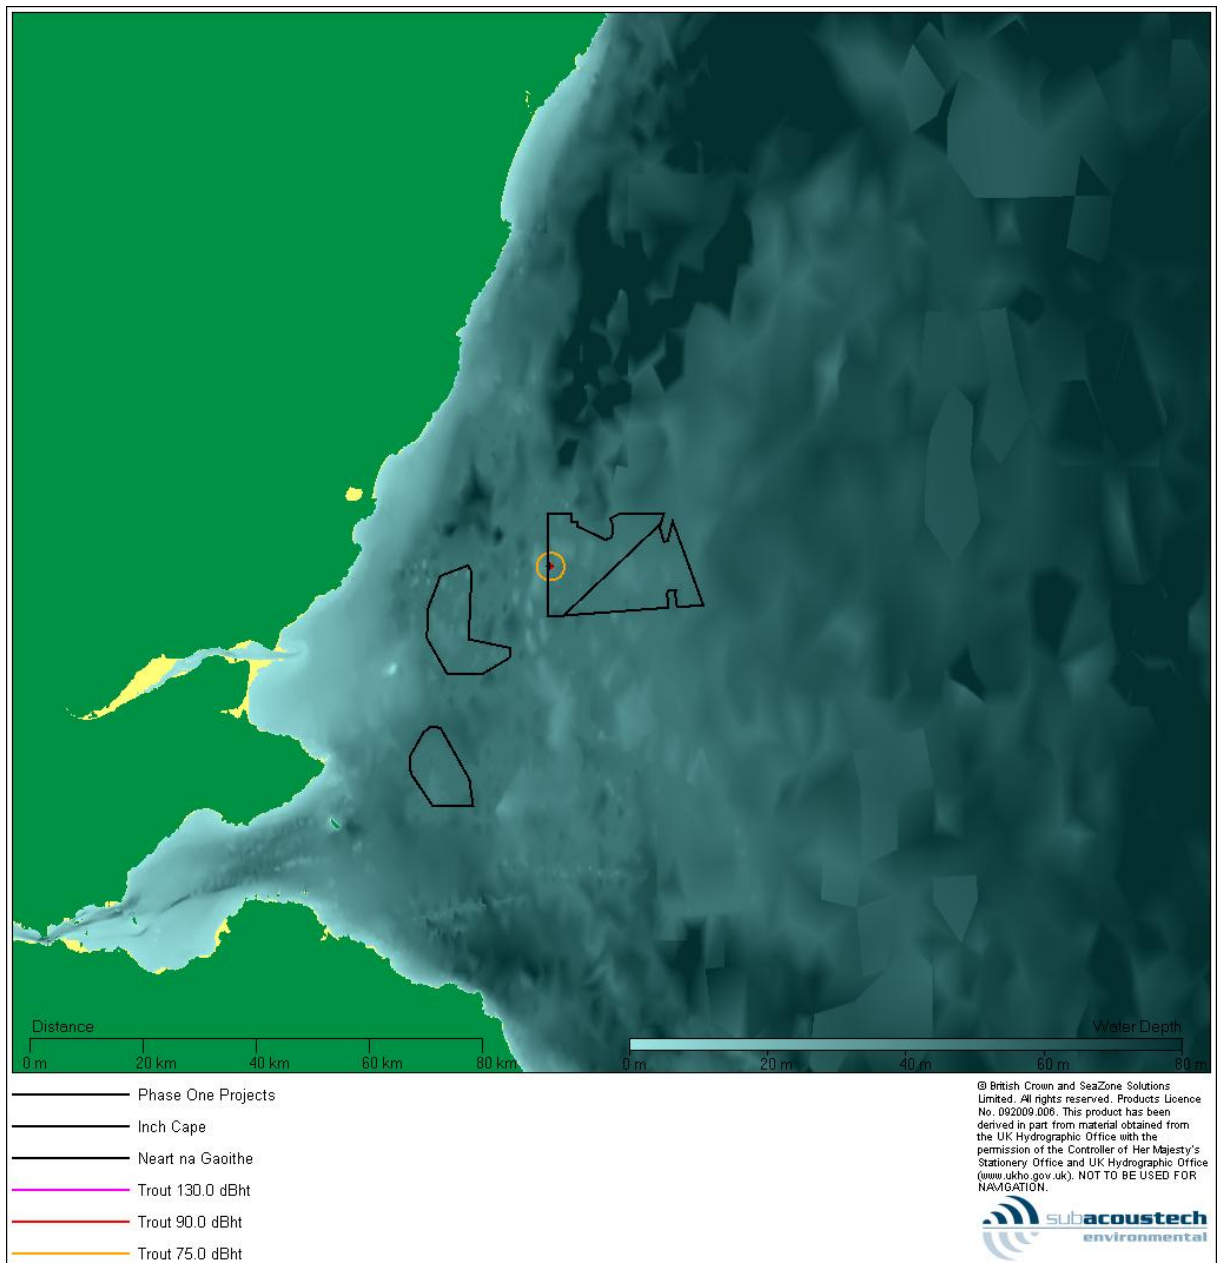 Distance
0 m 20 km 40 km 60 km 80 km
Water Depth
0 m 20 m 40 m 60 m 80 m
Phase One Projects
Inch Cape
Neart na Gaoithe
Trout 130.0 dBht
Trout 90.0 dBht
Trout 75.0 dBht
© British Crown and SeaZone Solutions
Limited. All rights reserved. Products Licence
No. 092009.006. This product has been
derived in part from material obtained from
the UK Hydrographic Office with the
permission of the Controller of Her Majesty's
Stationery Office and UK Hydrographic Office
(www.ukho.gov.uk). NOT TO BE USED FOR
NAVIGATION.
subacoustech
environmental